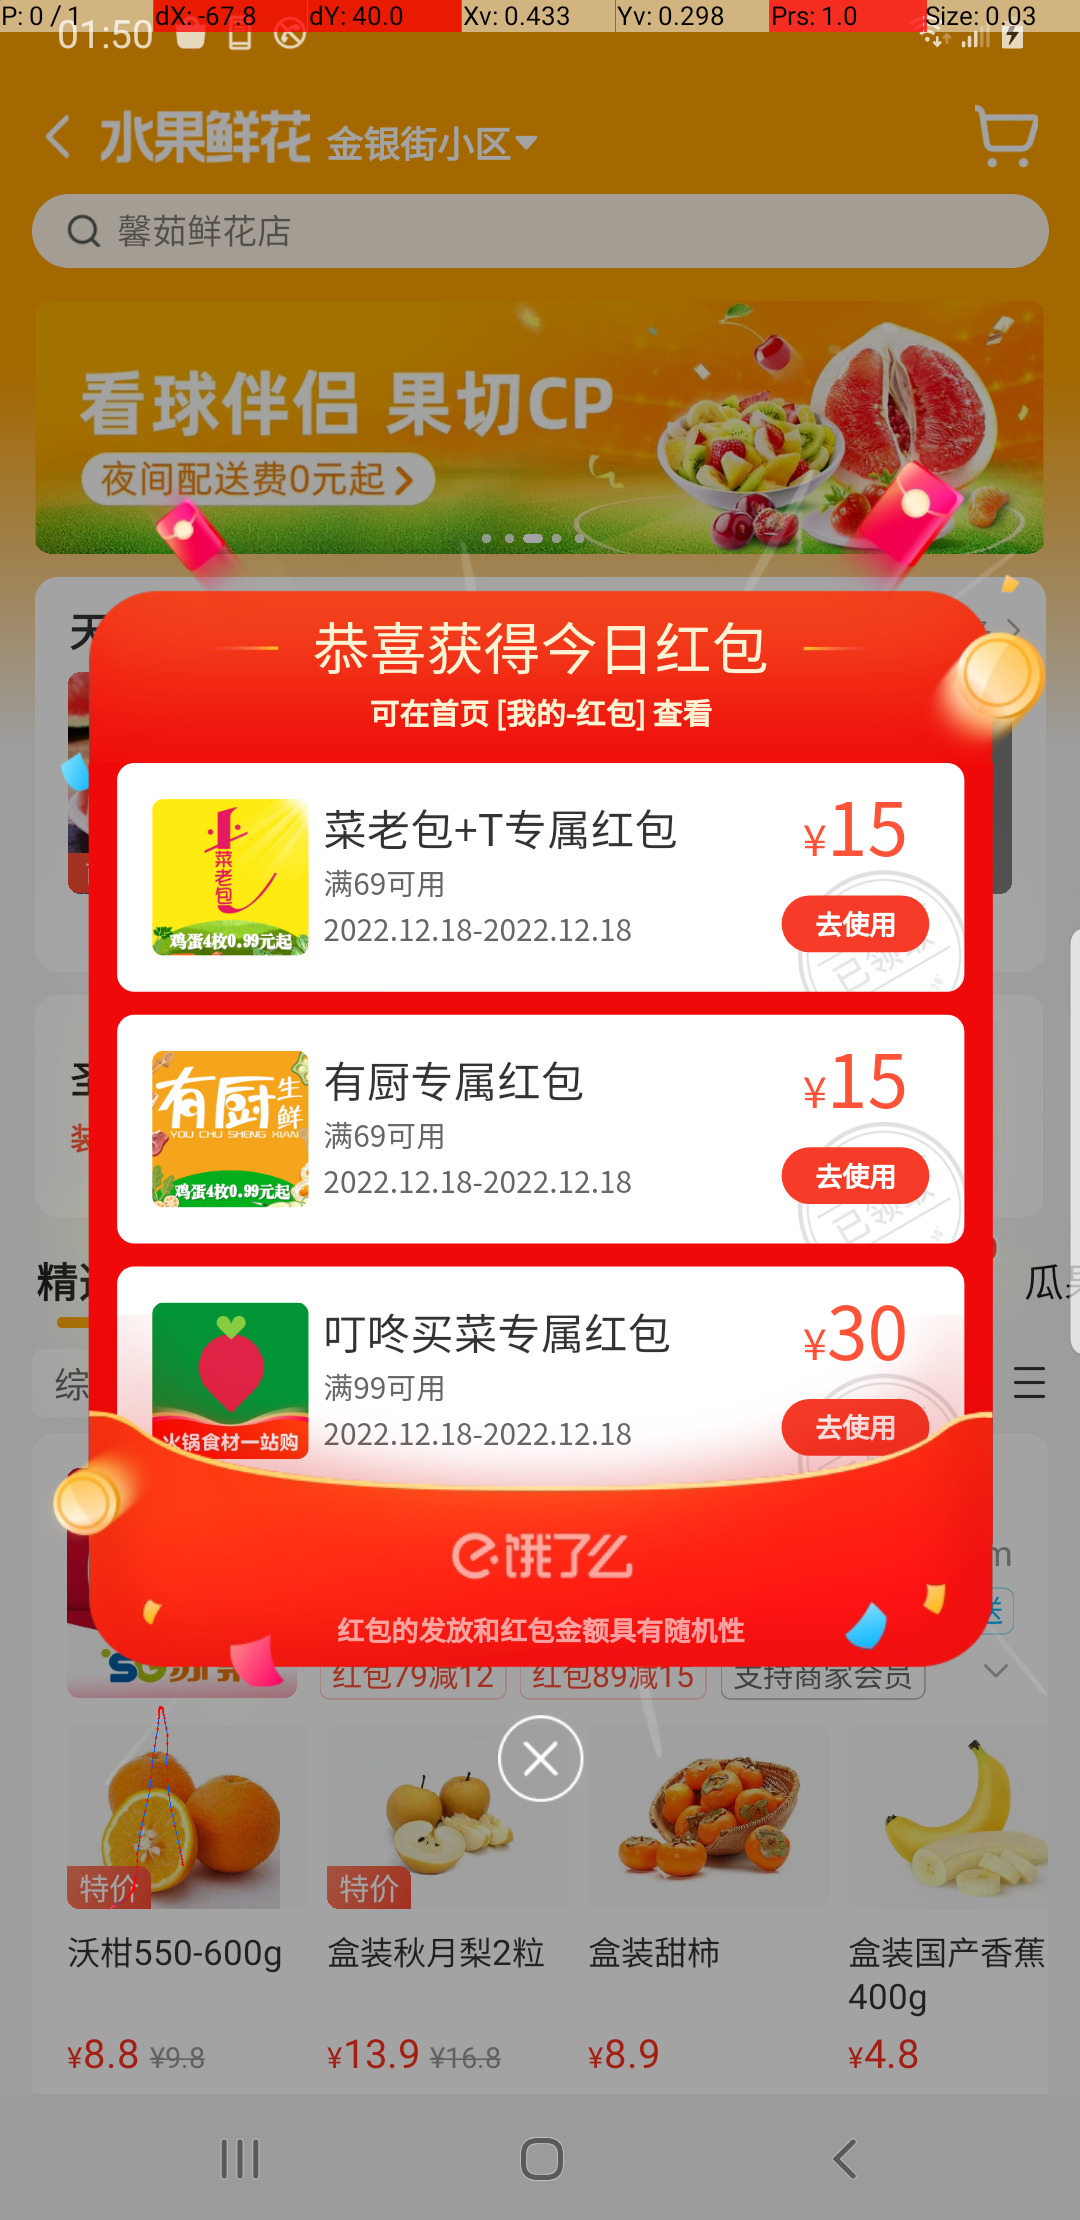 P: 0 / 1 dX: -67.8 dY: 40.0 Xv: 0.433 Yv: 0.298 Prs: 1.0 Size: 0.03
01:50
水果鲜花 金银街小区
馨茹鲜花店
看球伴侣 果切CP
夜间配送费0元起
天
恭喜获得今日红包
可在首页 [我的-红包] 查看
菜老包
鸡蛋4枚0.99元起
菜老包+T专属红包
满69可用
2022.12.18-2022.12.18
¥15
去使用
已领取
有厨生鲜
YOU CHU SHENG XIAN
鸡蛋4枚0.99元起
有厨专属红包
满69可用
2022.12.18-2022.12.18
¥15
去使用
已领取
圣
装
精
瓜果
综
火锅食材一站购
叮咚买菜专属红包
满99可用
2022.12.18-2022.12.18
¥30
去使用
饿了么
红包的发放和红包金额具有随机性
m
送
红包79减12 红包89减15 支持商家会员
特价
沃柑550-600g
¥8.8 ¥9.8
特价
盒装秋月梨2粒
¥13.9 ¥16.8
盒装甜柿
¥8.9
盒装国产香蕉
400g
¥4.8